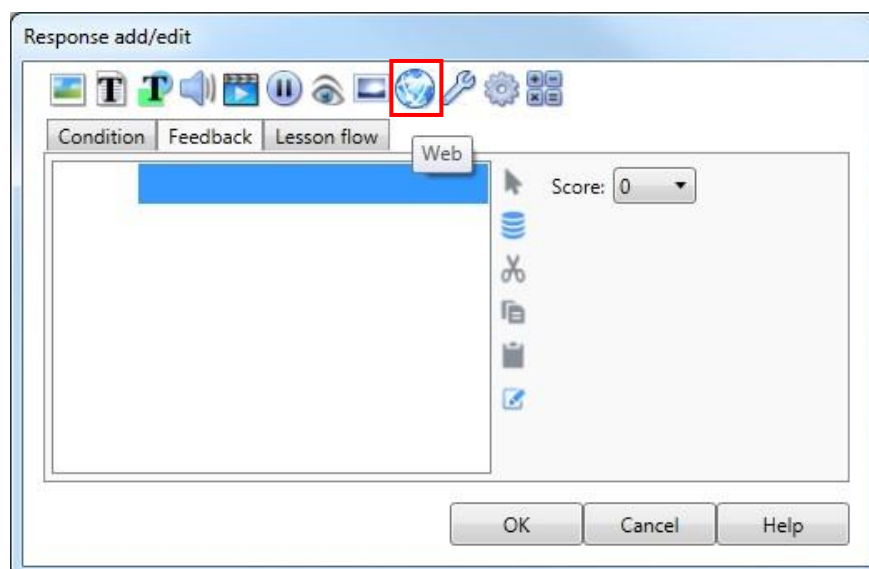 Response add/edit
T T
Condition Feedback Lesson flow
Web
Score: 0
OK Cancel Help